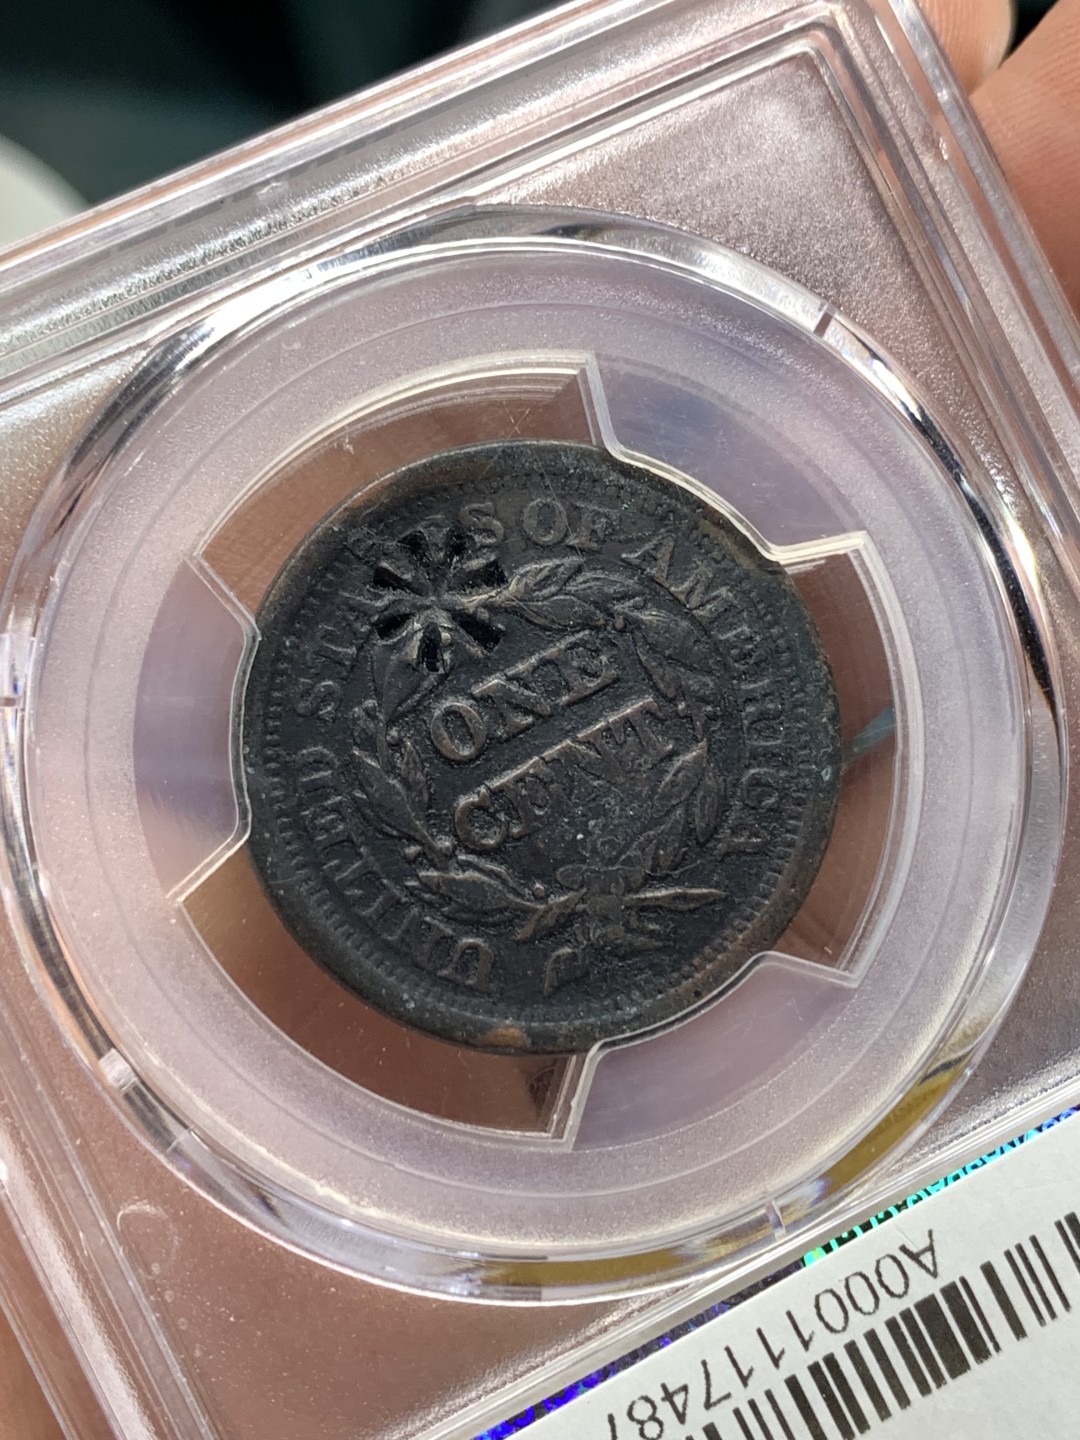 UNITED STATES OF AMERICA
ONE
CENT
A0001117487